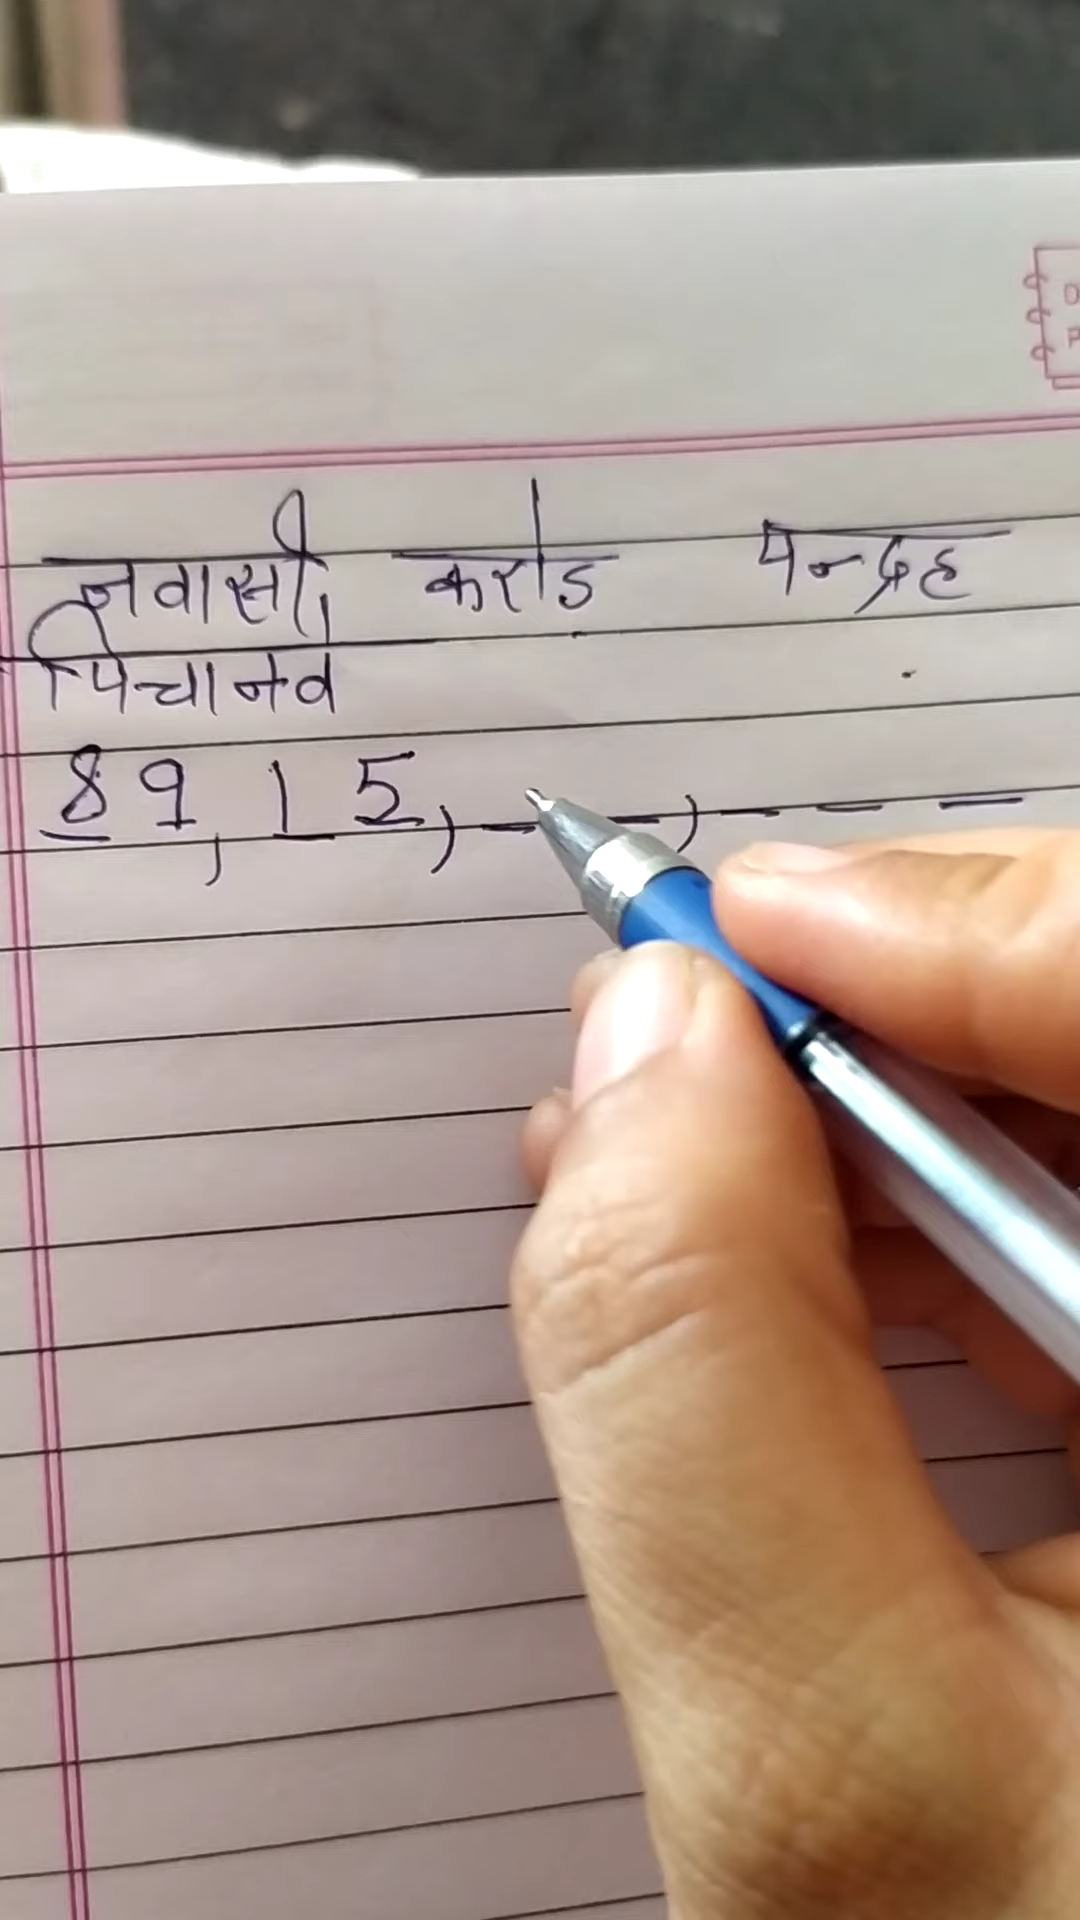 नवासी करोड पन्द्रह
पिचानवे
89, 15, _ _, _ _ _